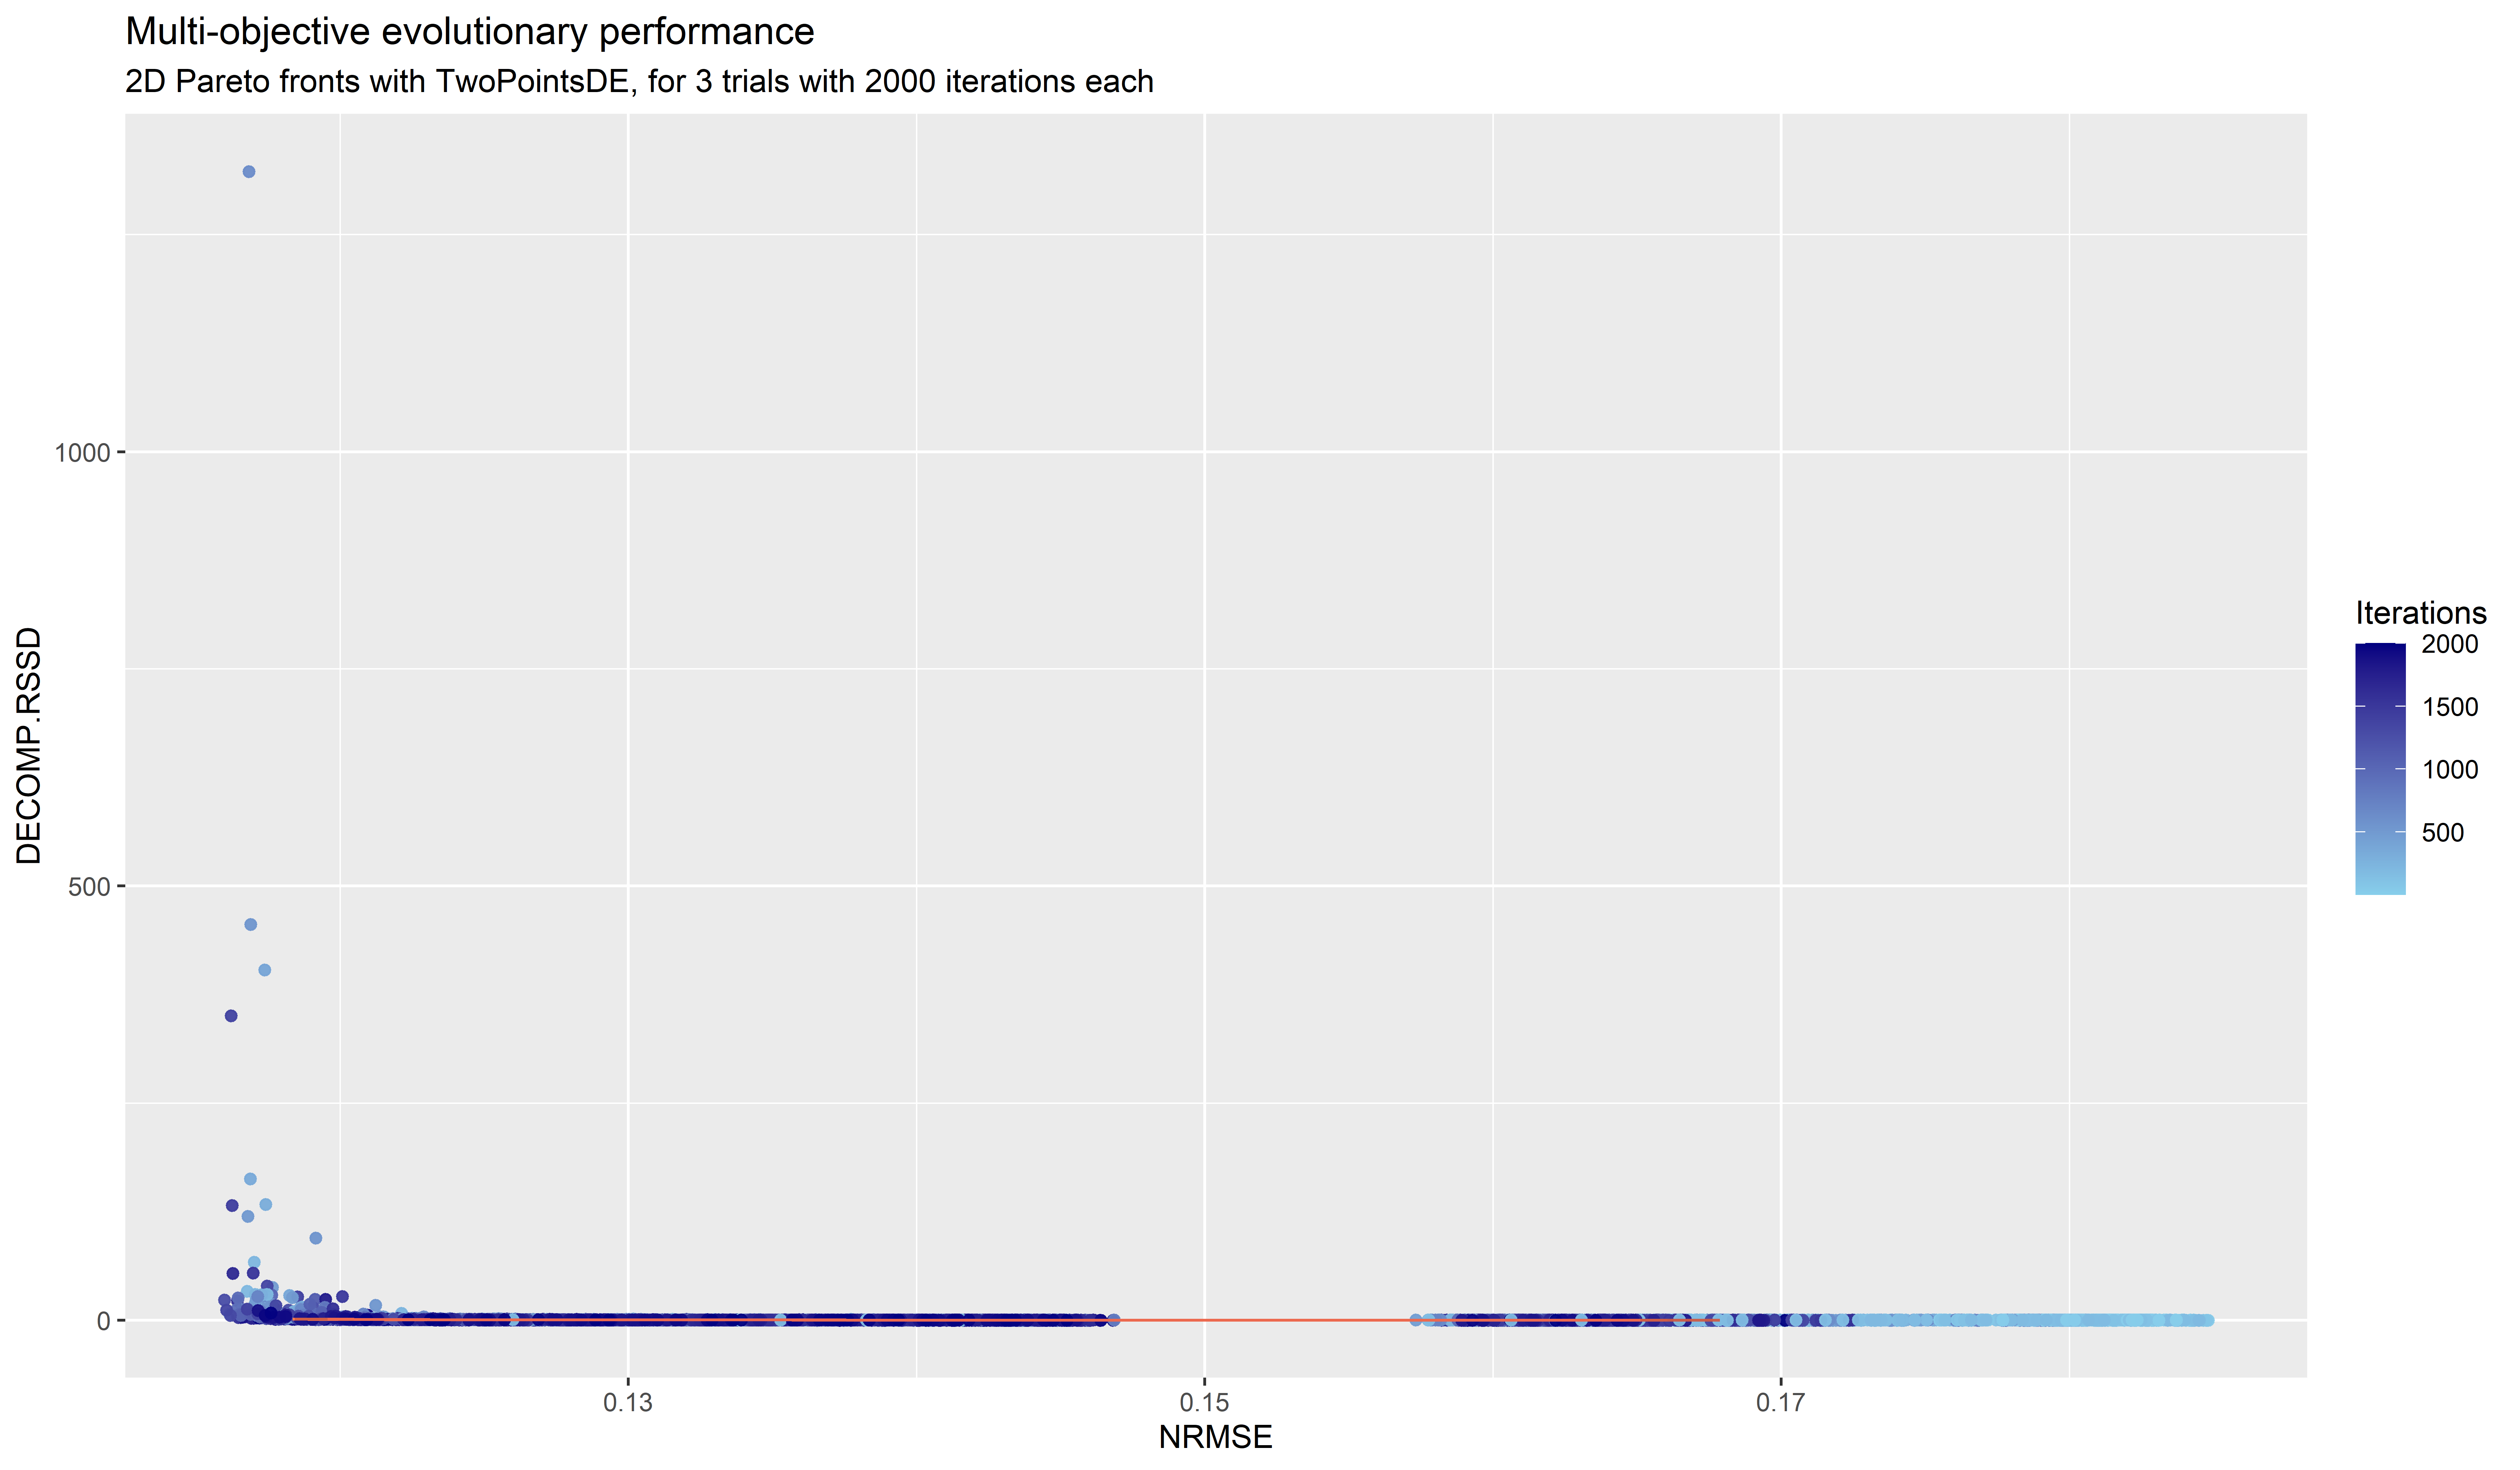 Multi-objective evolutionary performance
2D Pareto fronts with TwoPointsDE, for 3 trials with 2000 iterations each
DECOMP.RSSD
1000
500
0
0.13
0.15
0.17
NRMSE
Iterations
2000
1500
1000
500